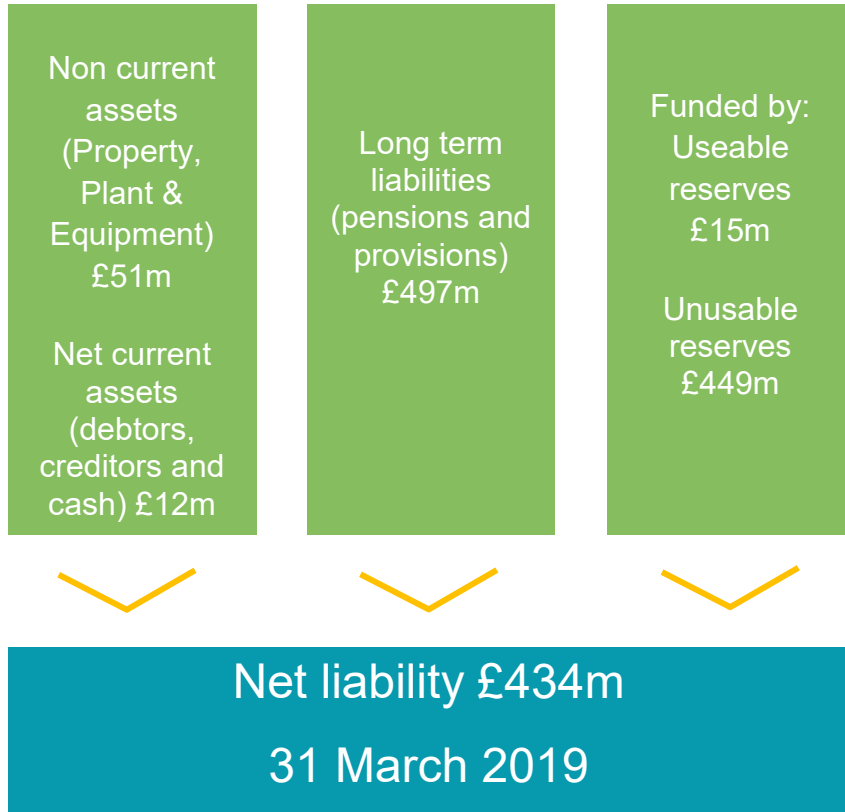 Non current
assets
(Property,
Plant &
Equipment)
£51m
Net current
assets
(debtors,
creditors and
cash) £12m
Long term
liabilities
(pensions and
provisions)
£497m
Funded by:
Useable
reserves
£15m
Unusable
reserves
£449m
Net liability £434m
31 March 2019